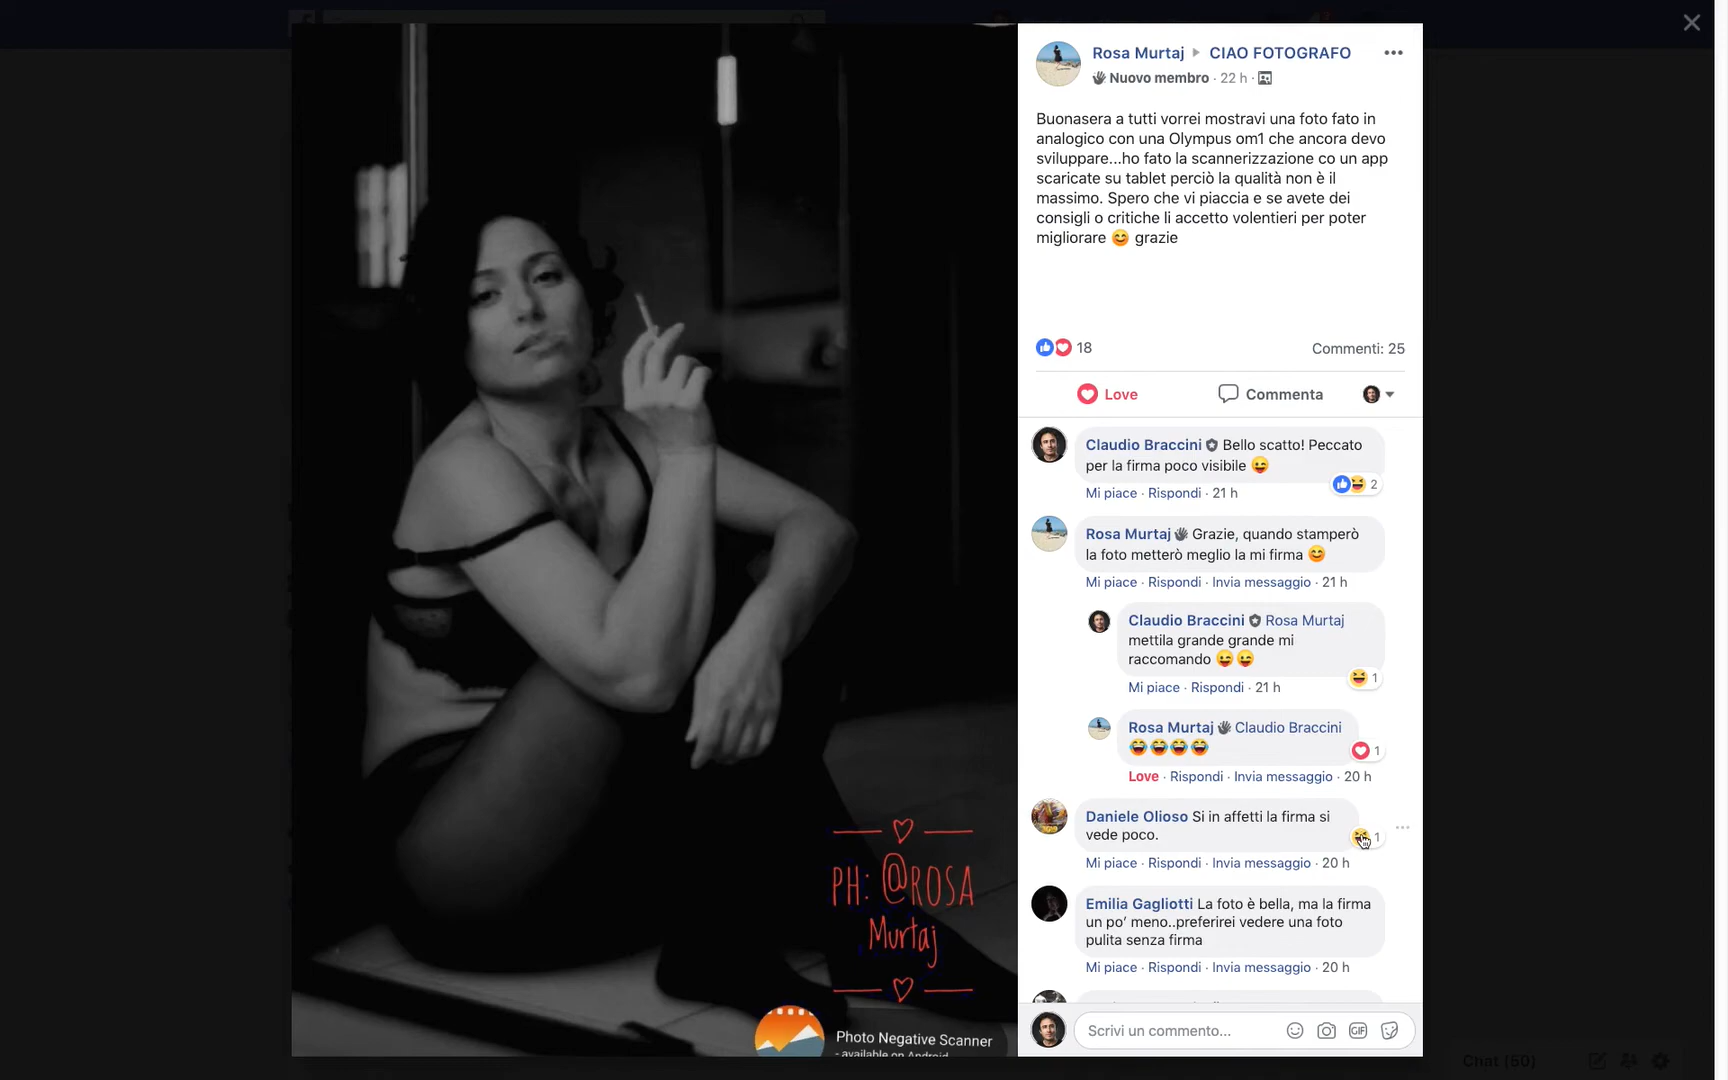 Rosa Murtaj CIAO FOTOGRAFO
Nuovo membro · 22 h ·
Buonasera a tutti vorrei mostravi una foto fato in
analogico con una Olympus om1 che ancora devo
sviluppare...ho fato la scannerizzazione co un app
scaricate su tablet perciò la qualità non è il
massimo. Spero che vi piaccia e se avete dei
consigli o critiche li accetto volentieri per poter
migliorare 😊 grazie
18 Commenti: 25
Love Commenta
Claudio Braccini Bello scatto! Peccato
per la firma poco visibile 😜
2
Mi piace · Rispondi · 21 h
Rosa Murtaj Grazie, quando stamperò
la foto metterò meglio la mi firma 😊
Mi piace · Rispondi · Invia messaggio · 21 h
Claudio Braccini Rosa Murtaj
mettila grande grande mi
raccomando 😜😜
1
Mi piace · Rispondi · 21 h
Rosa Murtaj Claudio Braccini
😂😂😂😂
1
Love · Rispondi · Invia messaggio · 20 h
Daniele Olioso Si in affetti la firma si
vede poco.
1
Mi piace · Rispondi · Invia messaggio · 20 h
Emilia Gagliotti La foto è bella, ma la firma
un po' meno..preferirei vedere una foto
pulita senza firma
Mi piace · Rispondi · Invia messaggio · 20 h
Scrivi un commento...
GIF
PH: @ROSA
Murtaj
Photo Negative Scanner
- available on Android
Chat (50)